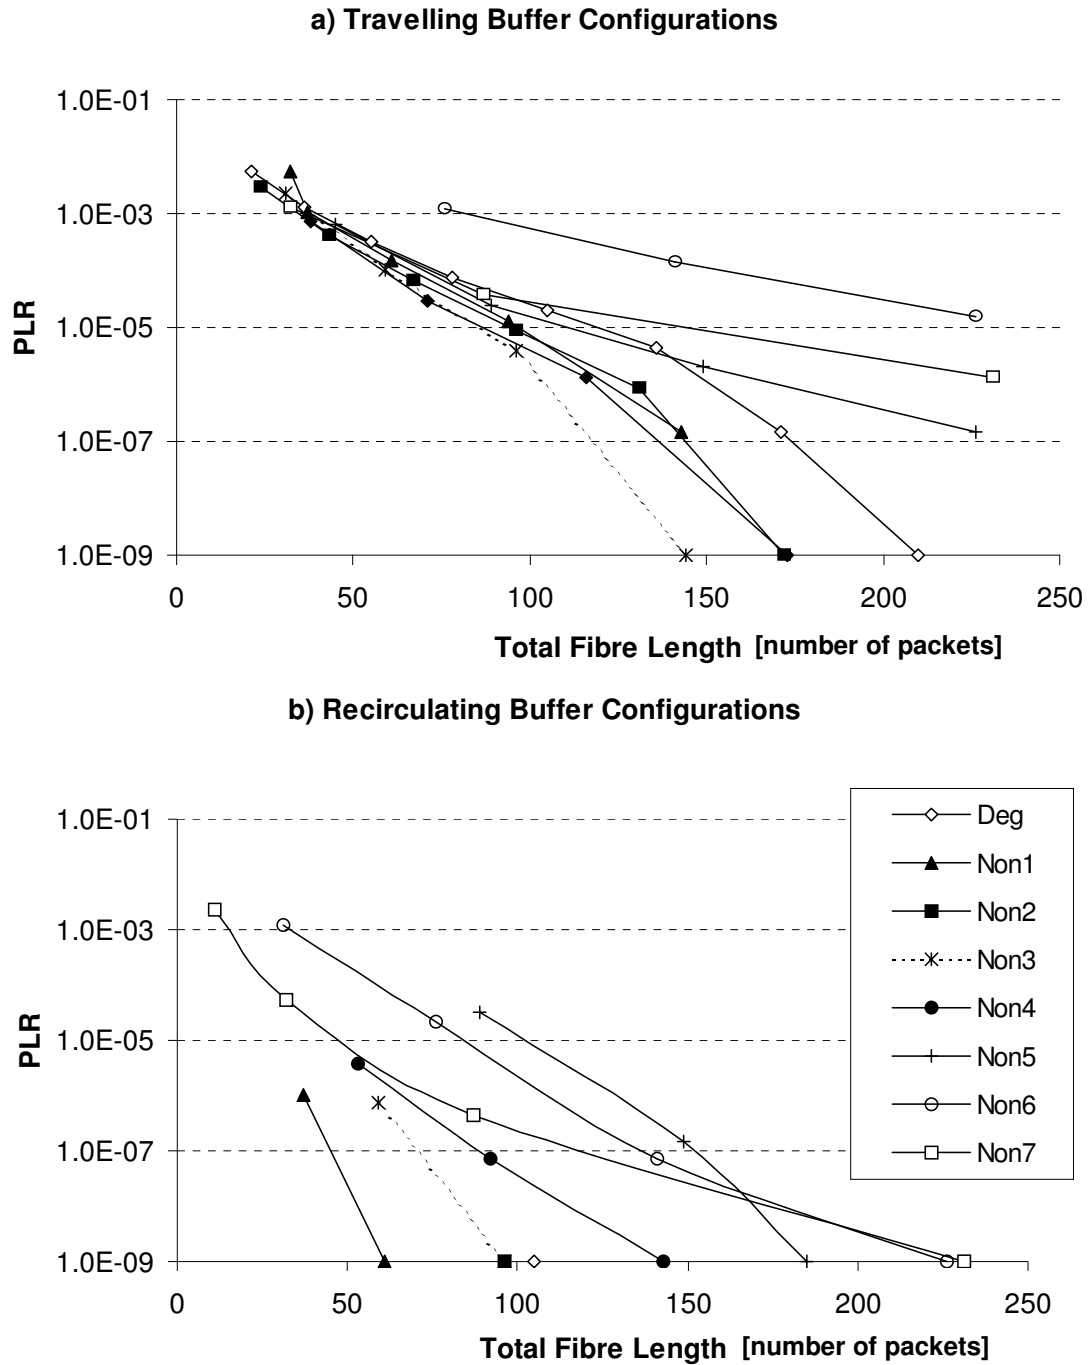 a) Travelling Buffer Configurations
1.0E-01
1.0E-03
1.0E-05
1.0E-07
1.0E-09
PLR
0 50 100 150 200 250
Total Fibre Length [number of packets]
b) Recirculating Buffer Configurations
1.0E-01
1.0E-03
1.0E-05
1.0E-07
1.0E-09
PLR
0 50 100 150 200 250
Total Fibre Length [number of packets]
Deg
Non1
Non2
Non3
Non4
Non5
Non6
Non7